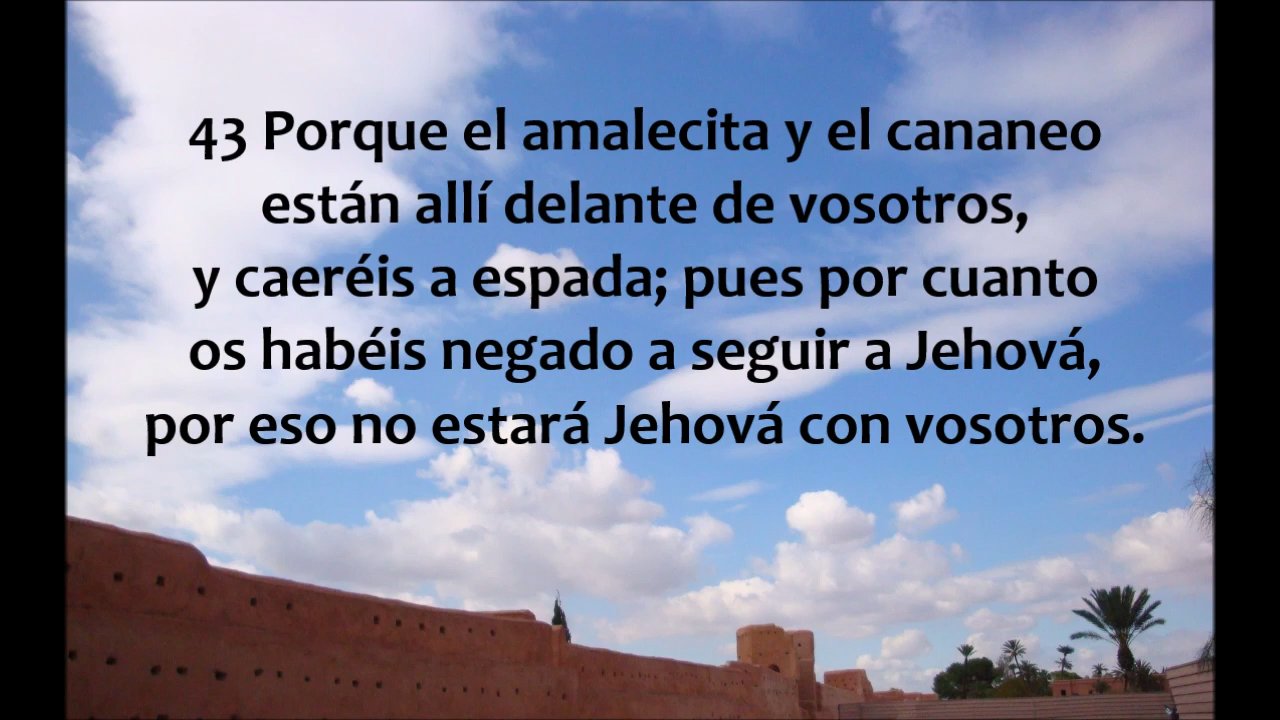 43 Porque el amalecita y el cananeo
están allí delante de vosotros,
y caeréis a espada; pues por cuanto
os habéis negado a seguir a Jehová,
por eso no estará Jehová con vosotros.